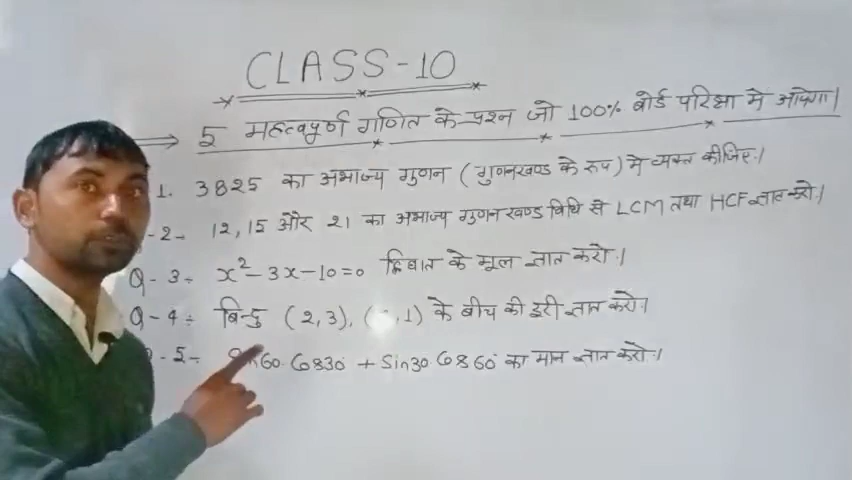 CLASS-10
5 महत्वपूर्ण गणित के प्रश्न जो 100% बोर्ड परिक्षा में आयेगा।
1. 3825 का अभाज्य गुणन (गुणनखण्ड के रुप) में व्यक्त कीजिए।
-2- 12, 15 और 21 का अभाज्य गुणनखण्ड विधि से LCM तथा HCF ज्ञात करो।
Q-3÷ x²-3x-10=0 द्विघात के मूल ज्ञात करो।
Q-4÷ बिन्दु (2,3), ( ,1) के बीच की दूरी ज्ञात करो।
-5- Sin60·Cos30° + Sin30·Cos60° का मान ज्ञात करो।